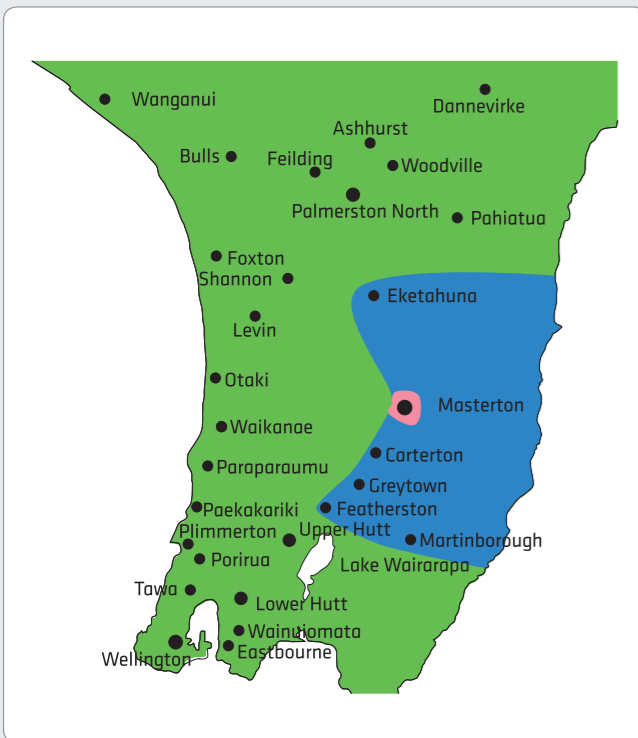 Wanganui
Dannevirke
Ashhurst
Bulls
Feilding
Woodville
Palmerston North
Pahiatua
Foxton
Shannon
Eketahuna
Levin
Otaki
Masterton
Waikanae
Carterton
Paraparaumu
Greytown
Paekakariki
Featherston
Plimmerton
Upper Hutt
Martinborough
Porirua
Lake Wairarapa
Tawa
Lower Hutt
Wainuiomata
Eastbourne
Wellington